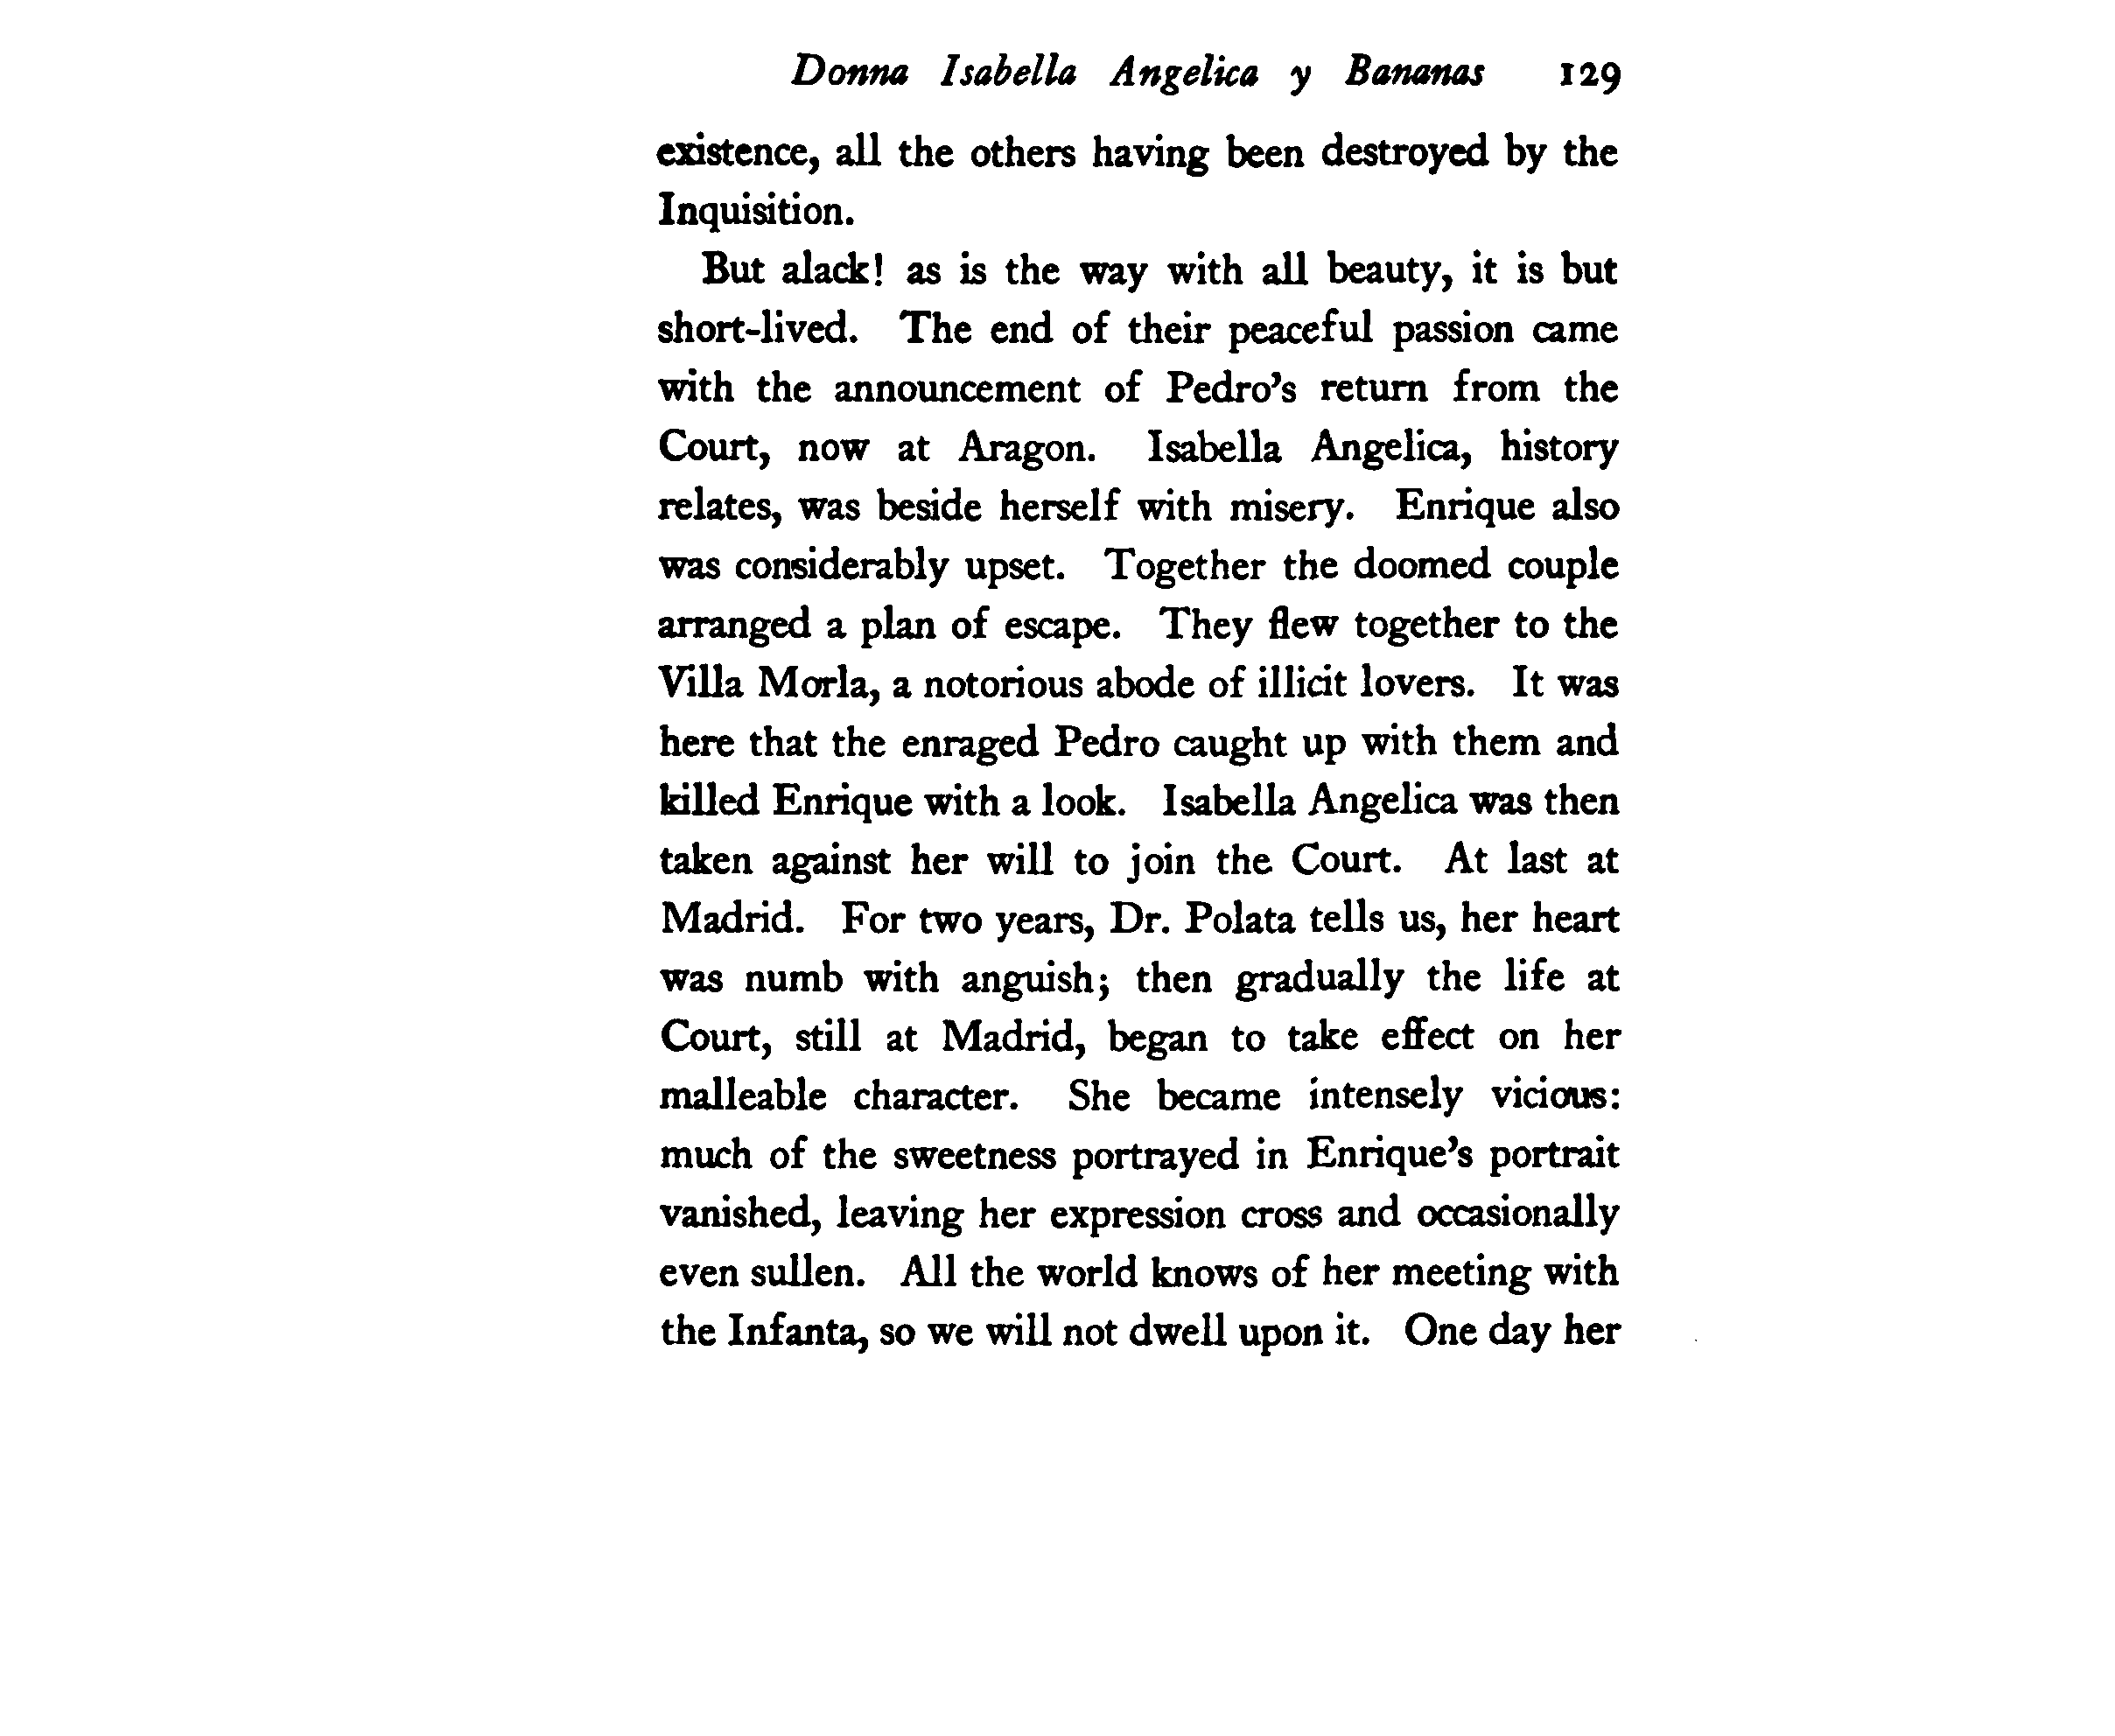 Donna Isabella Angelica y Bananas 129
existence, all the others having been destroyed by the
Inquisition.
But alack! as is the way with all beauty, it is but
short-lived. The end of their peaceful passion came
with the announcement of Pedro's return from the
Court, now at Aragon. Isabella Angelica, history
relates, was beside herself with misery. Enrique also
was considerably upset. Together the doomed couple
arranged a plan of escape. They flew together to the
Villa Morla, a notorious abode of illicit lovers. It was
here that the enraged Pedro caught up with them and
killed Enrique with a look. Isabella Angelica was then
taken against her will to join the Court. At last at
Madrid. For two years, Dr. Polata tells us, her heart
was numb with anguish; then gradually the life at
Court, still at Madrid, began to take effect on her
malleable character. She became intensely vicious:
much of the sweetness portrayed in Enrique's portrait
vanished, leaving her expression cross and occasionally
even sullen. All the world knows of her meeting with
the Infanta, so we will not dwell upon it. One day her